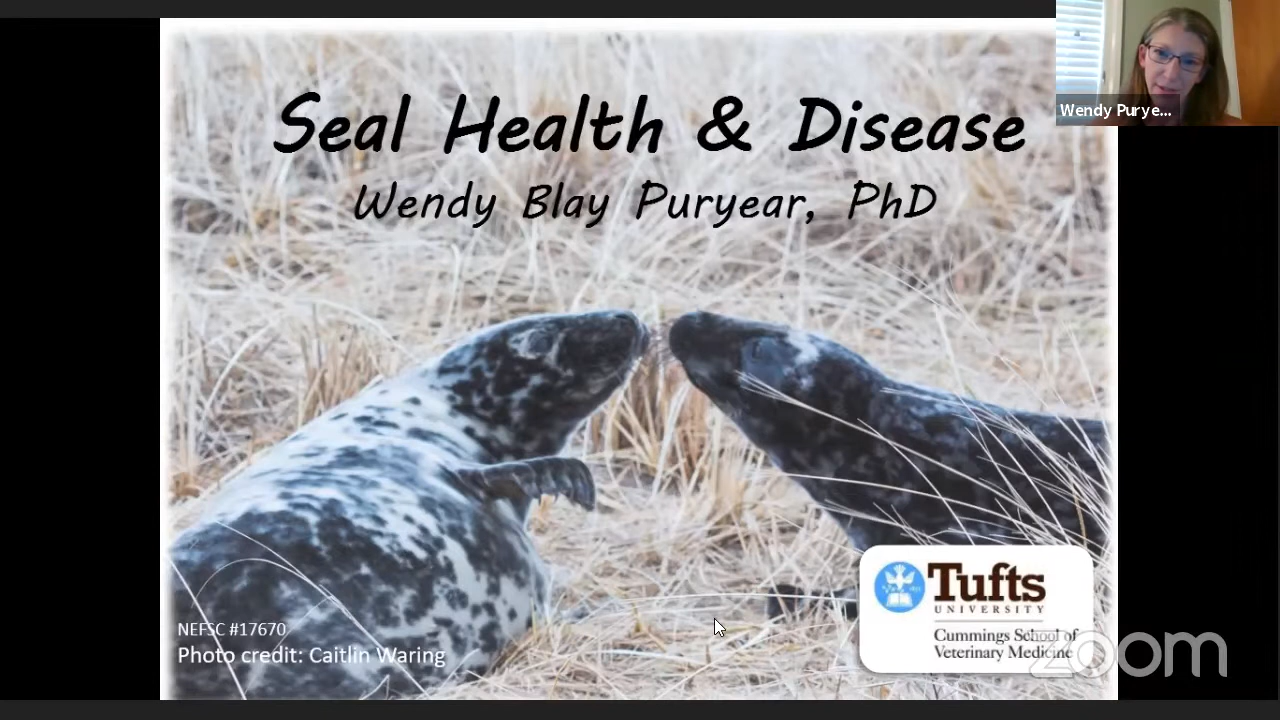 Seal Health & Disease
Wendy Blay Puryear, PhD
Wendy Purye...
NEFSC #17670
Photo credit: Caitlin Waring
Tufts
UNIVERSITY
Cummings School of
Veterinary Medicine
zoom